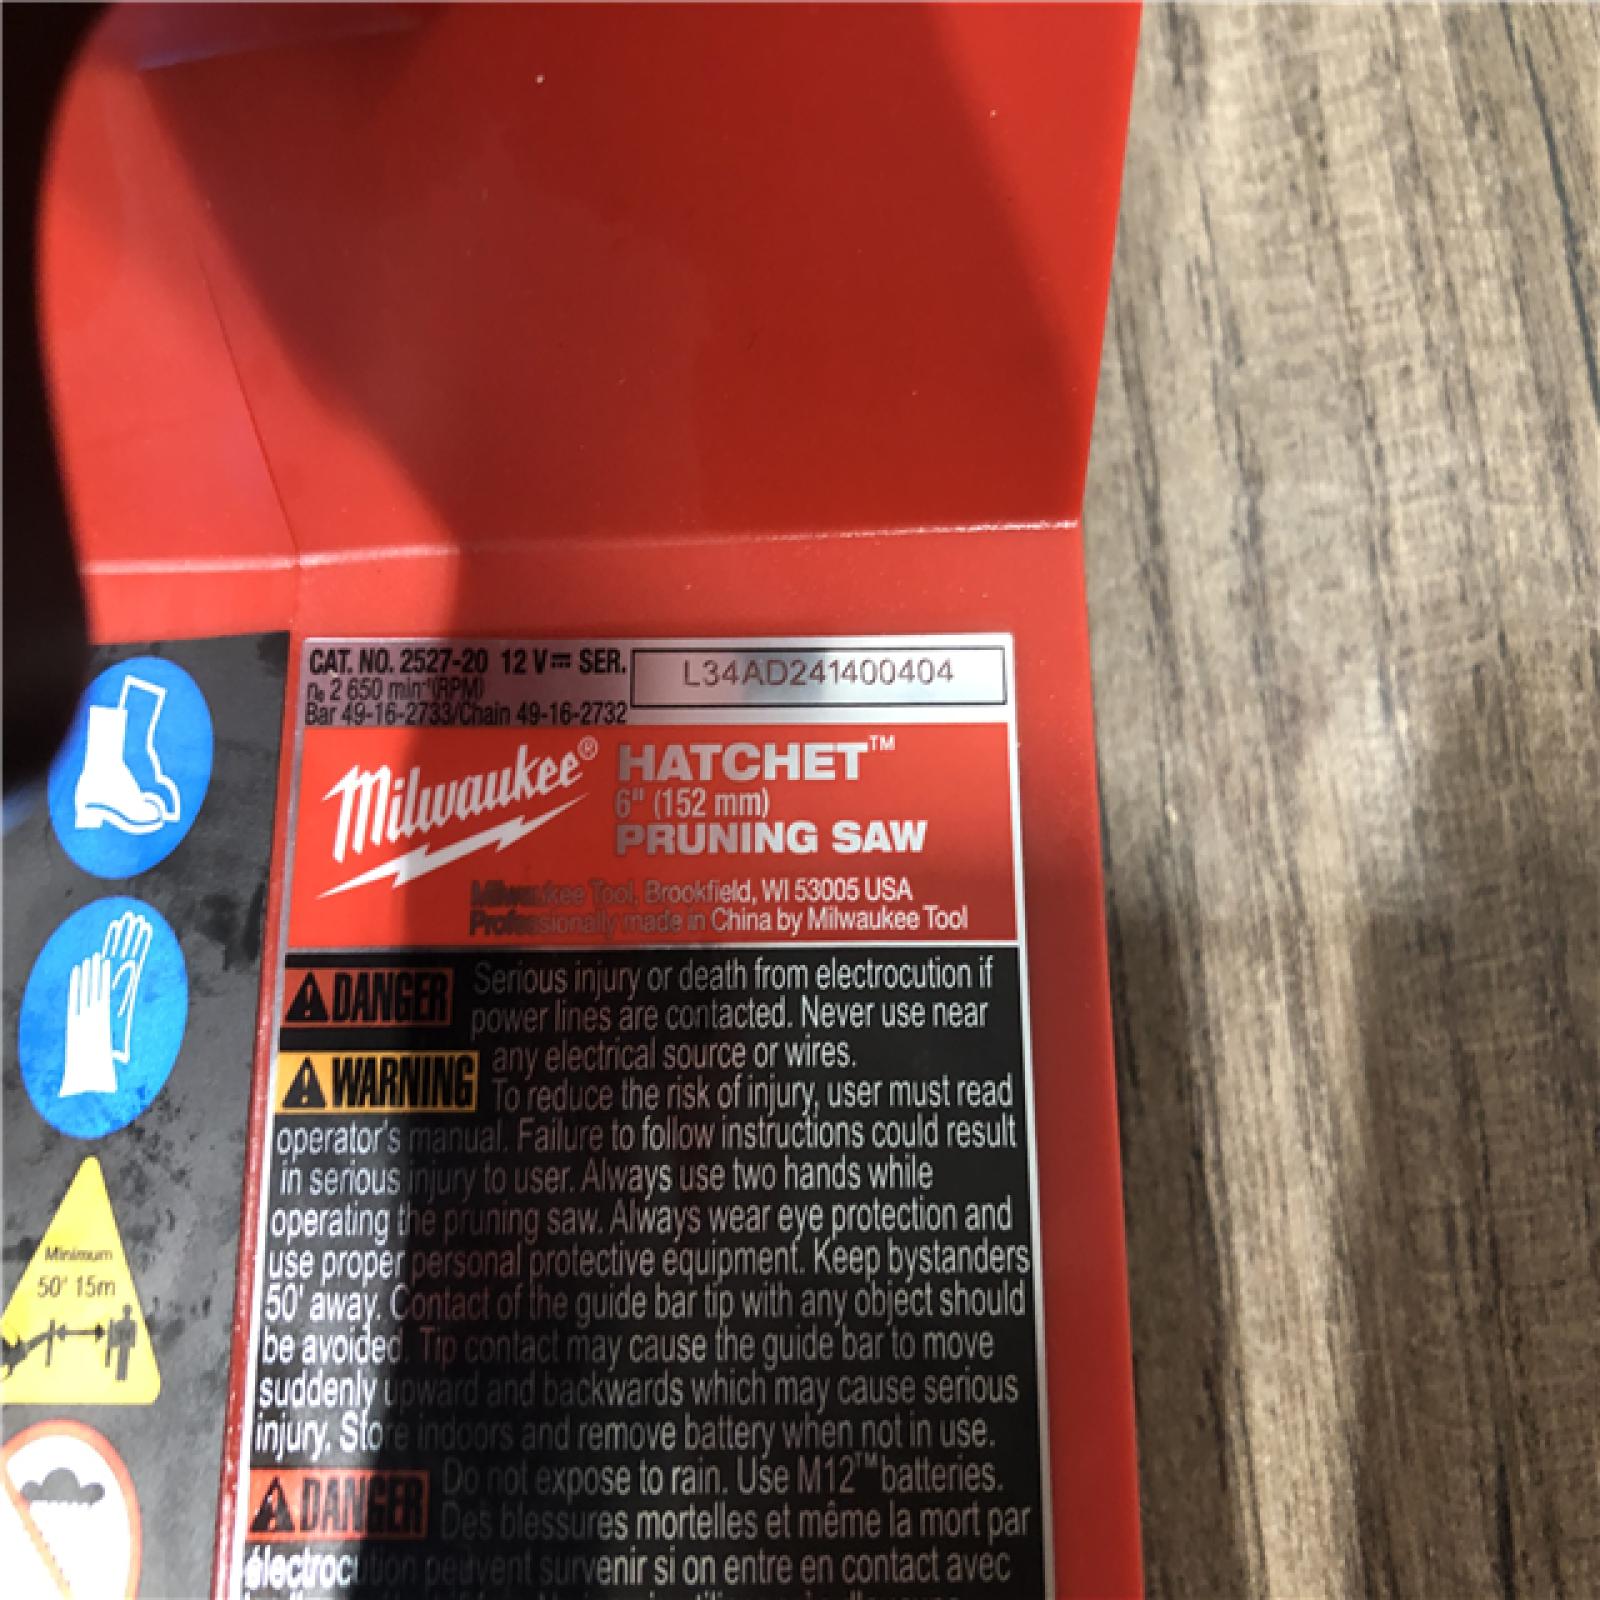 CAT. NO. 2527-20 12 V⎓ SER. L34AD241400404
n₀ 2 650 min⁻¹(RPM)
Bar 49-16-2733/Chain 49-16-2732
Milwaukee® HATCHET™
6" (152 mm)
PRUNING SAW
Milwaukee Tool, Brookfield, WI 53005 USA
Professionally made in China by Milwaukee Tool
DANGER Serious injury or death from electrocution if
power lines are contacted. Never use near
any electrical source or wires.
WARNING To reduce the risk of injury, user must read
operator's manual. Failure to follow instructions could result
in serious injury to user. Always use two hands while
operating the pruning saw. Always wear eye protection and
use proper personal protective equipment. Keep bystanders
50' away. Contact of the guide bar tip with any object should
be avoided. Tip contact may cause the guide bar to move
suddenly upward and backwards which may cause serious
injury. Store indoors and remove battery when not in use.
Do not expose to rain. Use M12™ batteries.
DANGER Des blessures mortelles et même la mort par
électrocution peuvent survenir si on entre en contact avec
Minimum
50' 15m